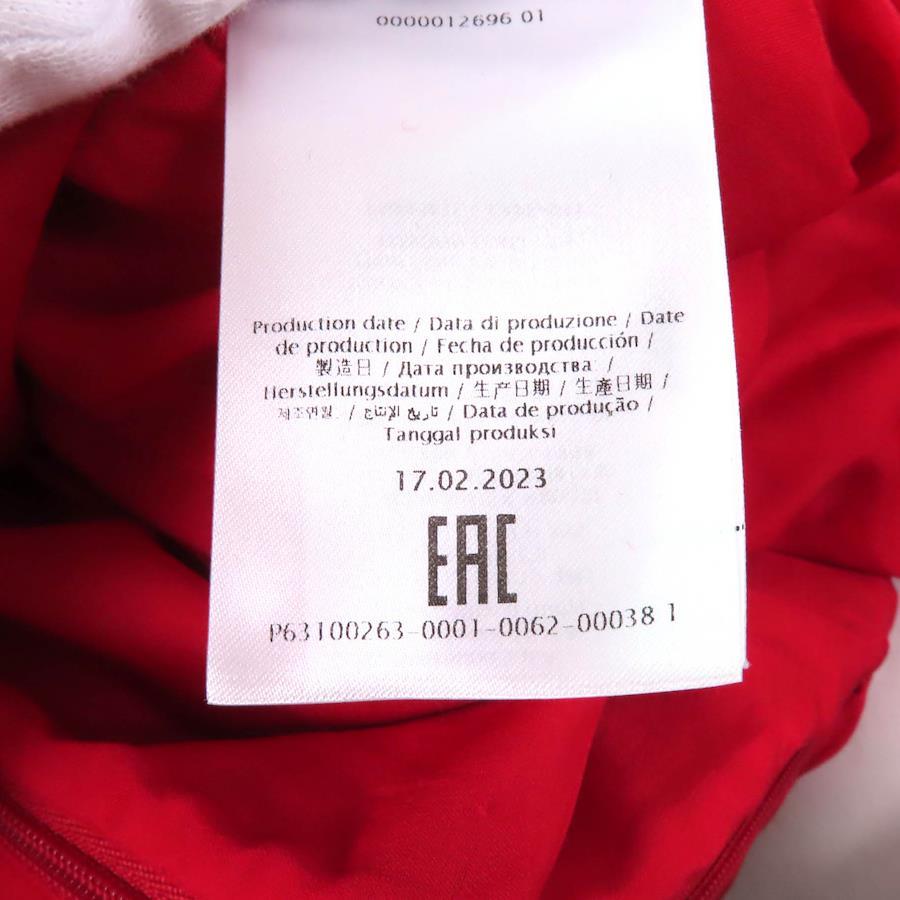 0000012696 01
Production date / Data di produzione / Date
de production / Fecha de producción /
製造日 / Дата производства /
Herstellungsdatum / 生产日期 / 生產日期 /
제조연월 / / Data de produção /
Tanggal produksi
17.02.2023
EAC
P63100263-0001-0062-00038 1